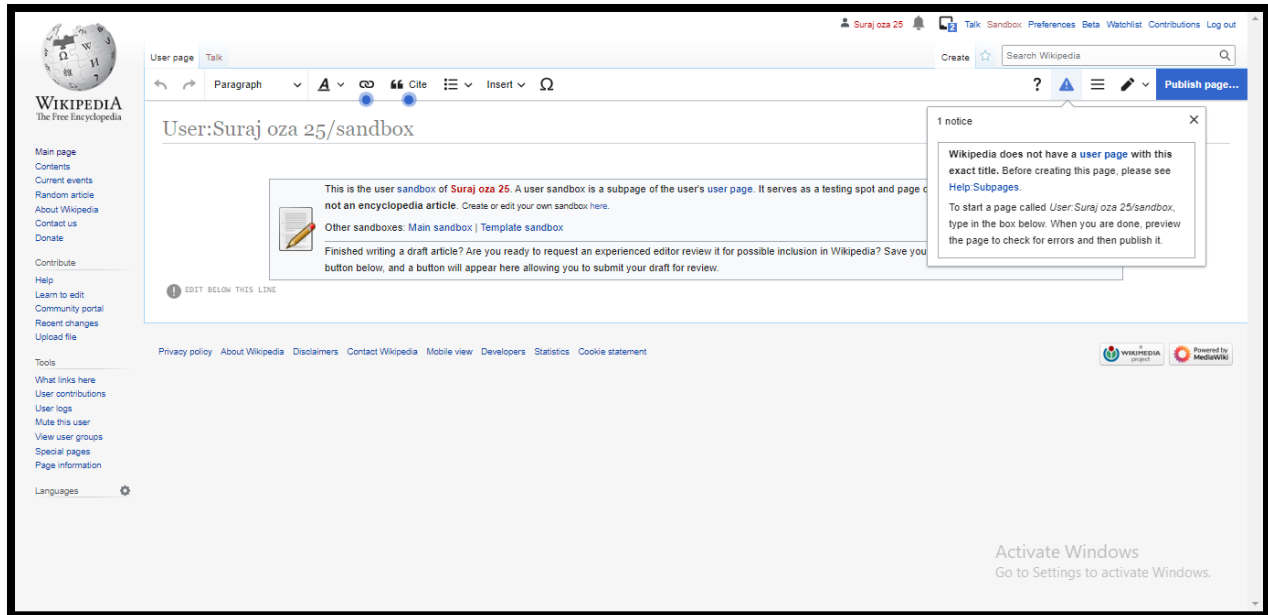 Suraj oza 25
2
Talk Sandbox Preferences Beta Watchlist Contributions Log out
User page Talk
Create
Search Wikipedia
Paragraph
A
Cite
Insert
Ω
?
Publish page...
Ω W И 7
WIKIPEDIA
The Free Encyclopedia
Main page
Contents
Current events
Random article
About Wikipedia
Contact us
Donate
Contribute
Help
Learn to edit
Community portal
Recent changes
Upload file
Tools
What links here
User contributions
User logs
Mute this user
View user groups
Special pages
Page information
Languages
User:Suraj oza 25/sandbox
This is the user sandbox of Suraj oza 25. A user sandbox is a subpage of the user's user page. It serves as a testing spot and page
not an encyclopedia article. Create or edit your own sandbox here.
Other sandboxes: Main sandbox | Template sandbox
Finished writing a draft article? Are you ready to request an experienced editor review it for possible inclusion in Wikipedia? Save you
button below, and a button will appear here allowing you to submit your draft for review.
EDIT BELOW THIS LINE
1 notice
Wikipedia does not have a user page with this
exact title. Before creating this page, please see
Help:Subpages.
To start a page called User:Suraj oza 25/sandbox,
type in the box below. When you are done, preview
the page to check for errors and then publish it.
Privacy policy About Wikipedia Disclaimers Contact Wikipedia Mobile view Developers Statistics Cookie statement
A
WIKIMEDIA
project
Powered by
MediaWiki
Activate Windows
Go to Settings to activate Windows.